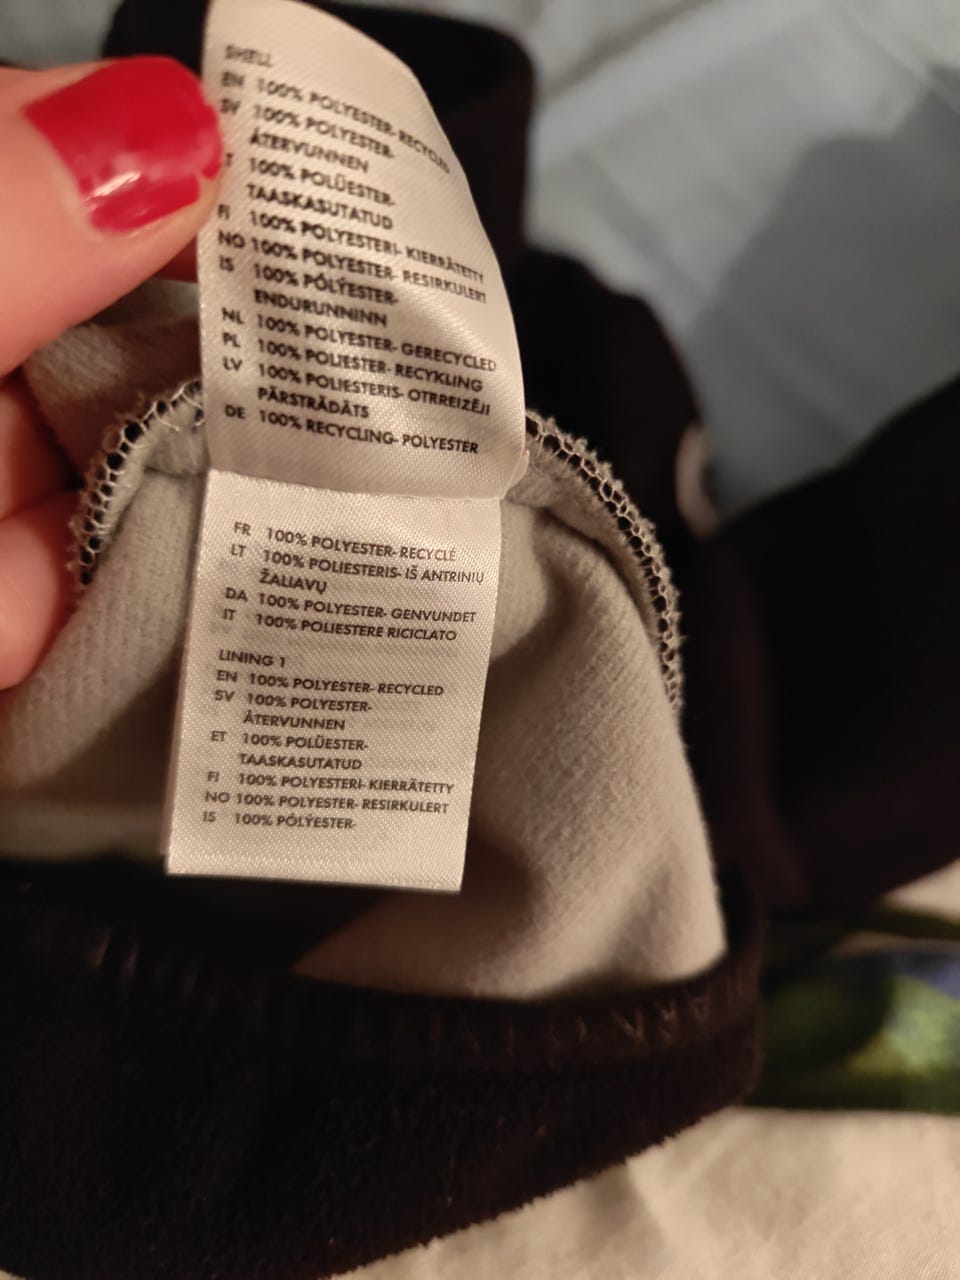 SHELL
EN 100% POLYESTER-RECYCLED
SV 100% POLYESTER-
ÅTERVUNNEN
T 100% POLÜESTER-
TAASKASUTATUD
FI 100% POLYESTERI- KIERRÄTETTY
NO 100% POLYESTER- RESIRKULERT
IS 100% PÓLÝESTER-
ENDURUNNINN
NL 100% POLYESTER- GERECYCLED
PL 100% POLIESTER- RECYKLING
LV 100% POLIESTERIS- OTRREIZĒJI
PĀRSTRĀDĀTS
DE 100% RECYCLING- POLYESTER
FR 100% POLYESTER- RECYCLÉ
LT 100% POLIESTERIS- IŠ ANTRINIŲ
ŽALIAVŲ
DA 100% POLYESTER- GENVUNDET
IT 100% POLIESTERE RICICLATO
LINING 1
EN 100% POLYESTER- RECYCLED
SV 100% POLYESTER-
ÅTERVUNNEN
ET 100% POLÜESTER-
TAASKASUTATUD
FI 100% POLYESTERI- KIERRÄTETTY
NO 100% POLYESTER- RESIRKULERT
IS 100% PÓLÝESTER-